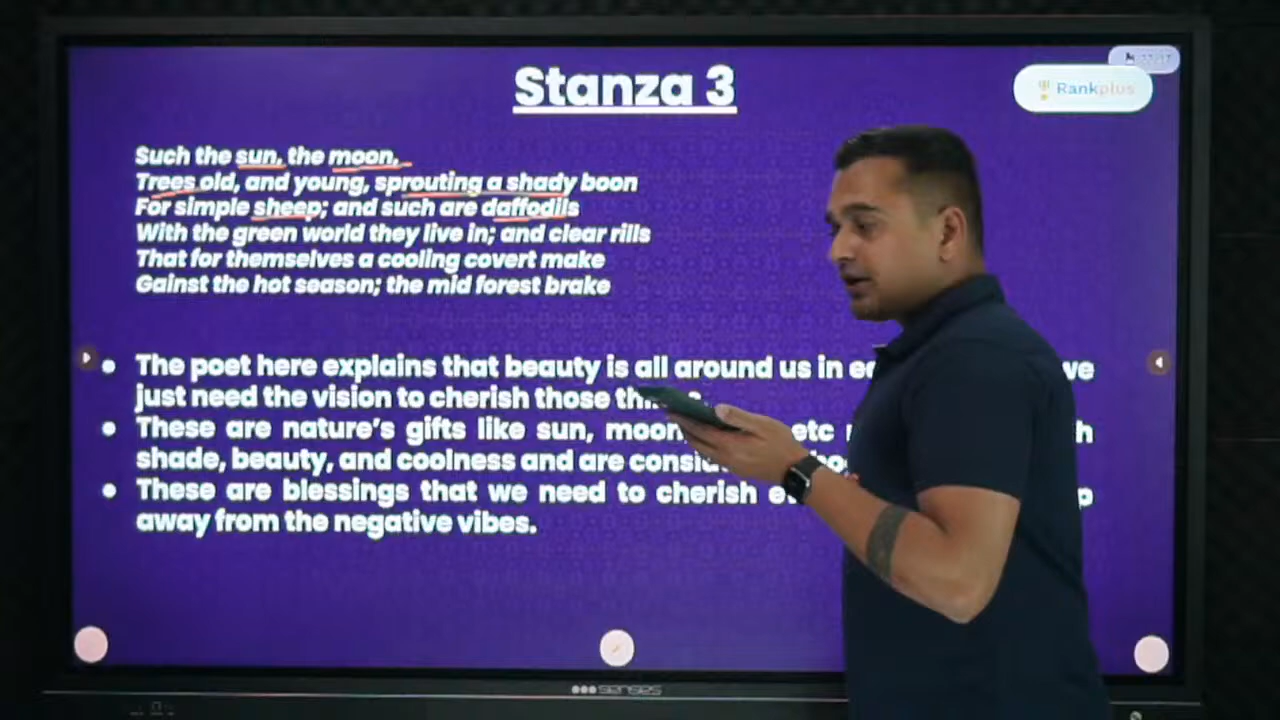 Stanza 3
Rankplus
Such the sun, the moon,
Trees old, and young, sprouting a shady boon
For simple sheep; and such are daffodils
With the green world they live in; and clear rills
That for themselves a cooling covert make
Gainst the hot season; the mid forest brake
The poet here explains that beauty is all around us in we
just need the vision to cherish those
These are nature's gifts like sun, moon, etc
shade, beauty, and coolness and are
These are blessings that we need to cherish
away from the negative vibes.
senses